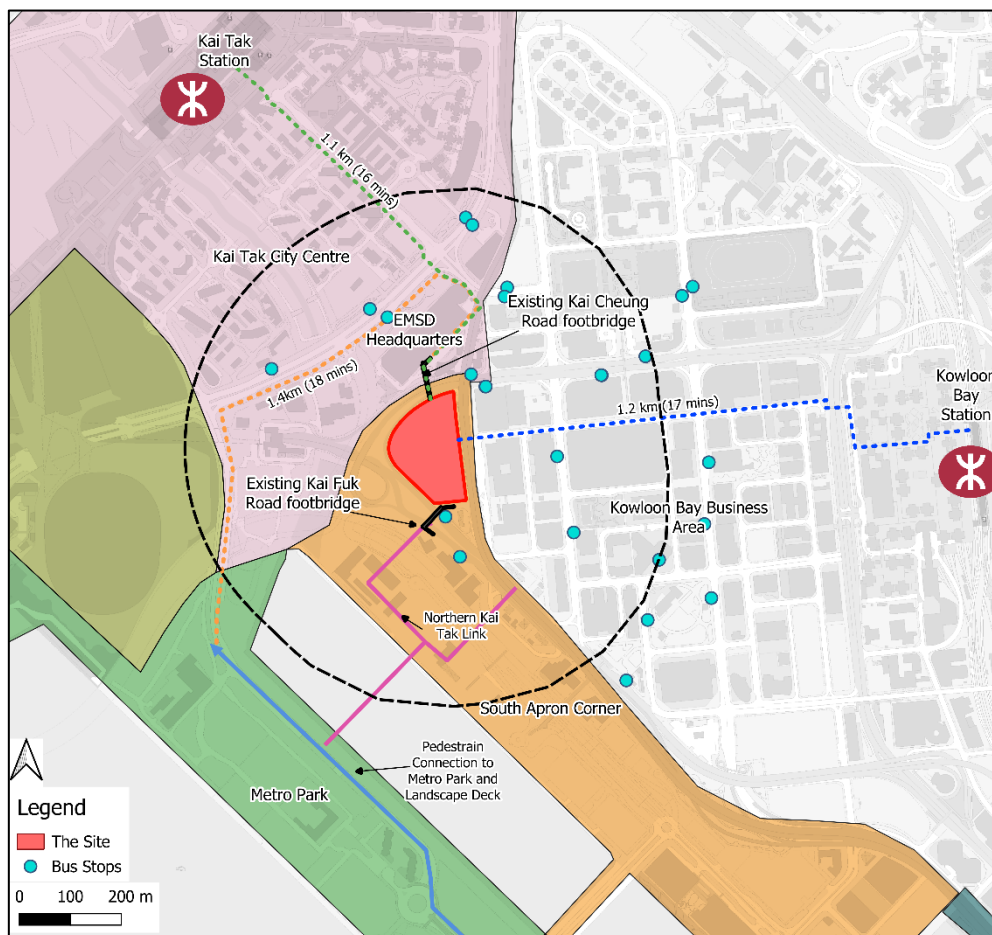 Kai Tak
Station
1.1 km (16 mins)
Kai Tak City Centre
Existing Kai Cheung
Road footbridge
EMSD
Headquarters
1.4km (18 mins)
1.2 km (17 mins)
Kowloon
Bay
Station
Existing Kai Fuk
Road footbridge
Kowloon Bay Business
Area
Northern Kai
Tak Link
South Apron Corner
Pedestrain
Connection to
Metro Park and
Landscape Deck
Metro Park
Legend
The Site
Bus Stops
0 100 200 m